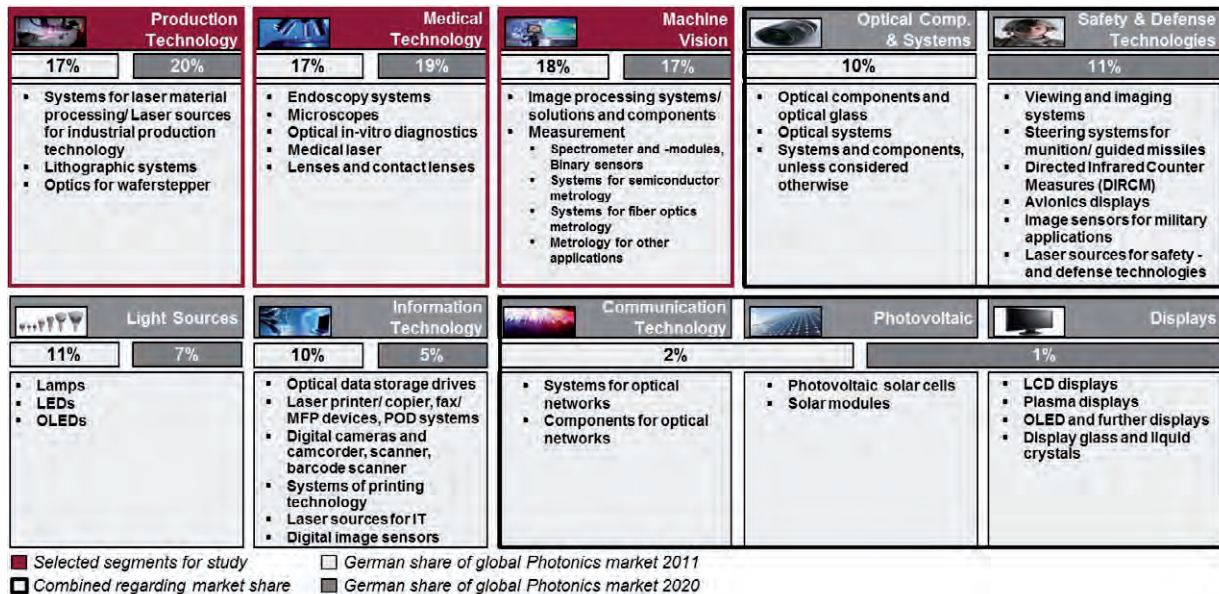 Production
Technology
17%
20%
Systems for laser material
processing/ Laser sources
for industrial production
technology
Lithographic systems
Optics for waferstepper
Medical
Technology
17%
19%
Endoscopy systems
Microscopes
Optical in-vitro diagnostics
Medical laser
Lenses and contact lenses
Machine
Vision
18%
17%
Image processing systems/
solutions and components
Measurement
Spectrometer and -modules,
Binary sensors
Systems for semiconductor
metrology
Systems for fiber optics
metrology
Metrology for other
applications
Optical Comp.
& Systems
Safety & Defense
Technologies
10%
11%
Optical components and
optical glass
Optical systems
Systems and components,
unless considered
otherwise
Viewing and imaging
systems
Steering systems for
munition/ guided missiles
Directed Infrared Counter
Measures (DIRCM)
Avionics displays
Image sensors for military
applications
Laser sources for safety -
and defense technologies
Light Sources
11%
7%
Lamps
LEDs
OLEDs
Information
Technology
10%
5%
Optical data storage drives
Laser printer/ copier, fax/
MFP devices, POD systems
Digital cameras and
camcorder, scanner,
barcode scanner
Systems of printing
technology
Laser sources for IT
Digital image sensors
Communication
Technology
Photovoltaic
Displays
2%
1%
Systems for optical
networks
Components for optical
networks
Photovoltaic solar cells
Solar modules
LCD displays
Plasma displays
OLED and further displays
Display glass and liquid
crystals
Selected segments for study
German share of global Photonics market 2011
Combined regarding market share
German share of global Photonics market 2020